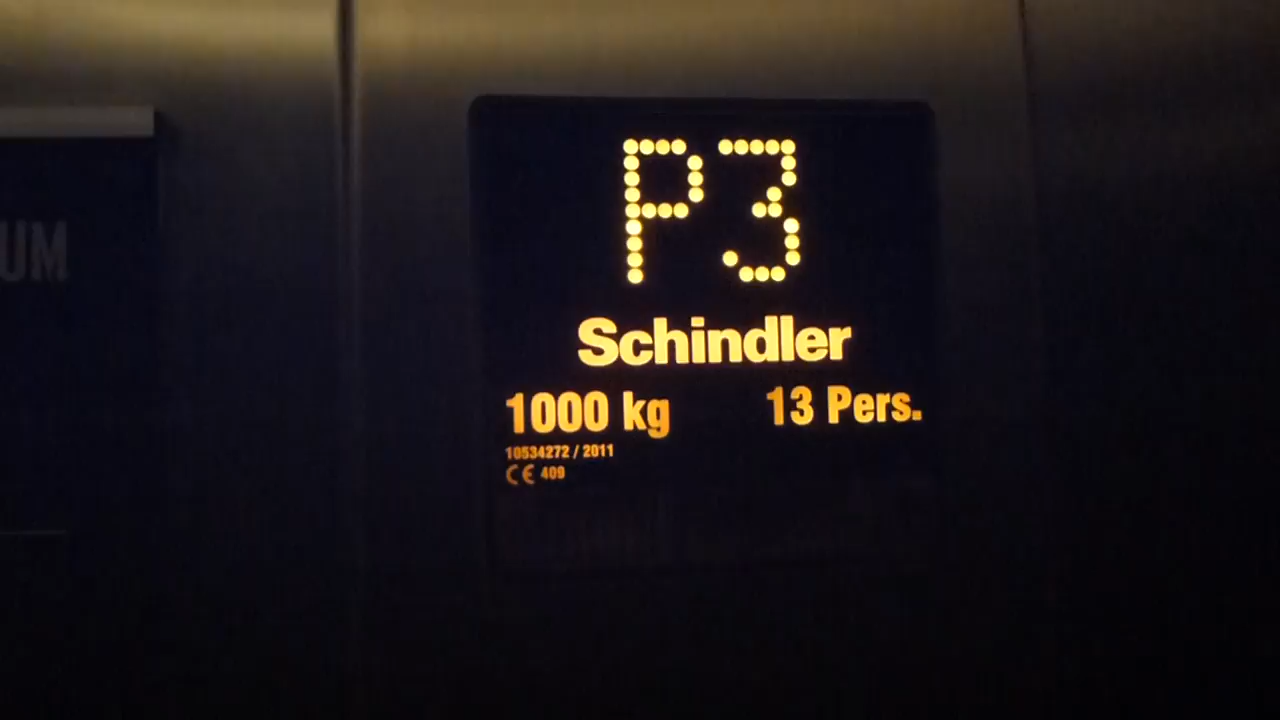 P3
Schindler
1000 kg 13 Pers.
10534272 / 2011
CE 409
UM